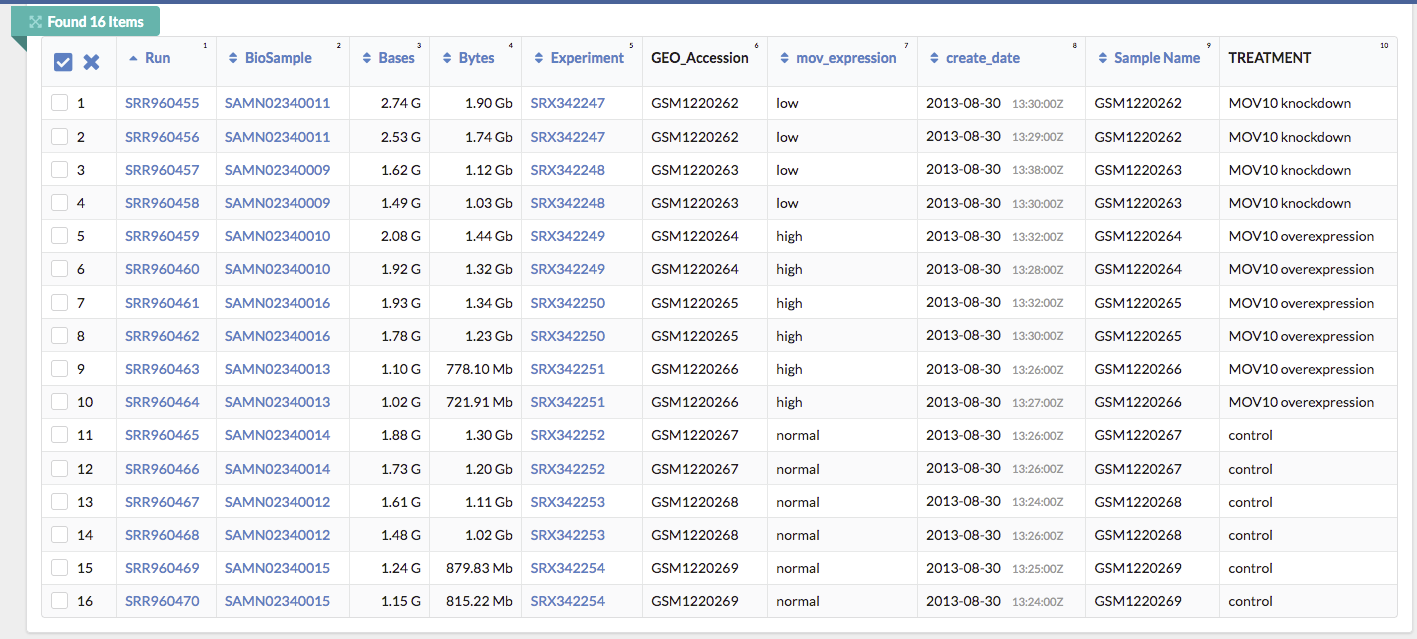 Found 16 Items
Run 1 BioSample 2 Bases 3 Bytes 4 Experiment 5 GEO_Accession 6 mov_expression 7 create_date 8 Sample Name 9 TREATMENT 10
1 SRR960455 SAMN02340011 2.74 G 1.90 Gb SRX342247 GSM1220262 low 2013-08-30 13:30:00Z GSM1220262 MOV10 knockdown
2 SRR960456 SAMN02340011 2.53 G 1.74 Gb SRX342247 GSM1220262 low 2013-08-30 13:29:00Z GSM1220262 MOV10 knockdown
3 SRR960457 SAMN02340009 1.62 G 1.12 Gb SRX342248 GSM1220263 low 2013-08-30 13:38:00Z GSM1220263 MOV10 knockdown
4 SRR960458 SAMN02340009 1.49 G 1.03 Gb SRX342248 GSM1220263 low 2013-08-30 13:30:00Z GSM1220263 MOV10 knockdown
5 SRR960459 SAMN02340010 2.08 G 1.44 Gb SRX342249 GSM1220264 high 2013-08-30 13:32:00Z GSM1220264 MOV10 overexpression
6 SRR960460 SAMN02340010 1.92 G 1.32 Gb SRX342249 GSM1220264 high 2013-08-30 13:28:00Z GSM1220264 MOV10 overexpression
7 SRR960461 SAMN02340016 1.93 G 1.34 Gb SRX342250 GSM1220265 high 2013-08-30 13:32:00Z GSM1220265 MOV10 overexpression
8 SRR960462 SAMN02340016 1.78 G 1.23 Gb SRX342250 GSM1220265 high 2013-08-30 13:30:00Z GSM1220265 MOV10 overexpression
9 SRR960463 SAMN02340013 1.10 G 778.10 Mb SRX342251 GSM1220266 high 2013-08-30 13:26:00Z GSM1220266 MOV10 overexpression
10 SRR960464 SAMN02340013 1.02 G 721.91 Mb SRX342251 GSM1220266 high 2013-08-30 13:27:00Z GSM1220266 MOV10 overexpression
11 SRR960465 SAMN02340014 1.88 G 1.30 Gb SRX342252 GSM1220267 normal 2013-08-30 13:26:00Z GSM1220267 control
12 SRR960466 SAMN02340014 1.73 G 1.20 Gb SRX342252 GSM1220267 normal 2013-08-30 13:26:00Z GSM1220267 control
13 SRR960467 SAMN02340012 1.61 G 1.11 Gb SRX342253 GSM1220268 normal 2013-08-30 13:24:00Z GSM1220268 control
14 SRR960468 SAMN02340012 1.48 G 1.02 Gb SRX342253 GSM1220268 normal 2013-08-30 13:26:00Z GSM1220268 control
15 SRR960469 SAMN02340015 1.24 G 879.83 Mb SRX342254 GSM1220269 normal 2013-08-30 13:25:00Z GSM1220269 control
16 SRR960470 SAMN02340015 1.15 G 815.22 Mb SRX342254 GSM1220269 normal 2013-08-30 13:24:00Z GSM1220269 control